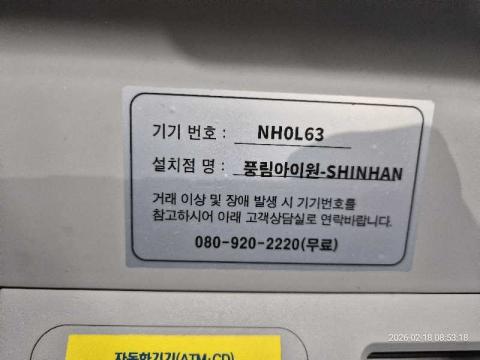 기기 번호 : NH0L63
설치점 명 : 풍림아이원-SHINHAN
거래 이상 및 장애 발생 시 기기번호를
참고하시어 아래 고객상담실로 연락바랍니다.
080-920-2220(무료)
자동화기기(ATM·CD)
2026-02-18 08:53:18